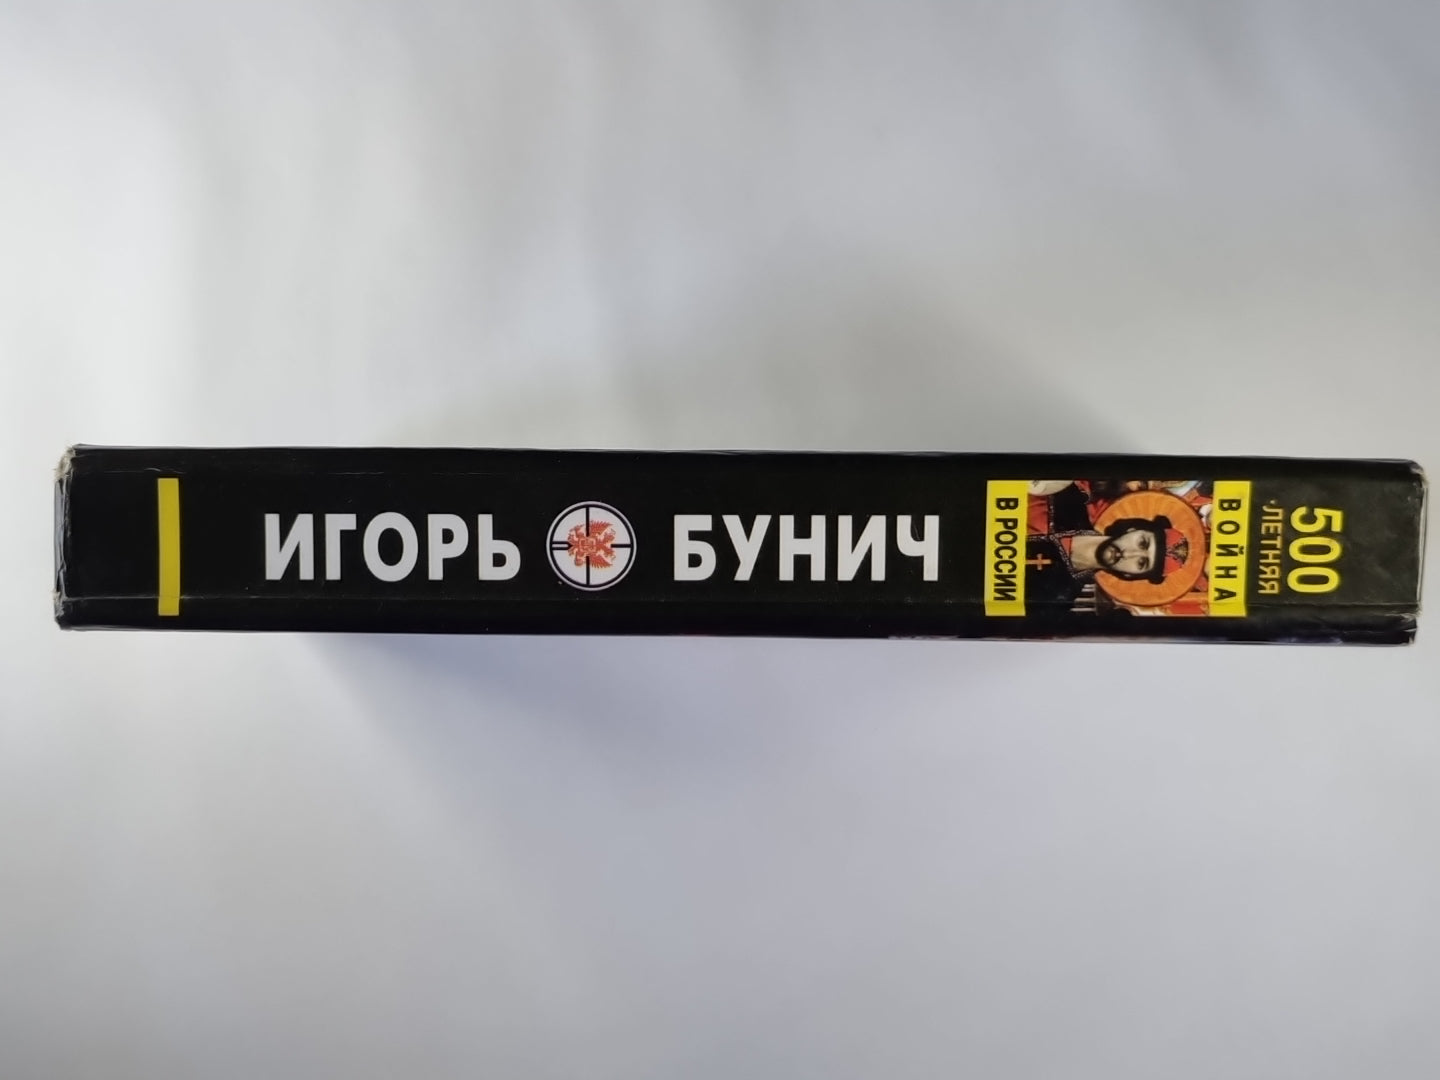 ИГОРЬ БУНИЧ
500
-ЛЕТНЯЯ
ВОЙНА
В РОССИИ